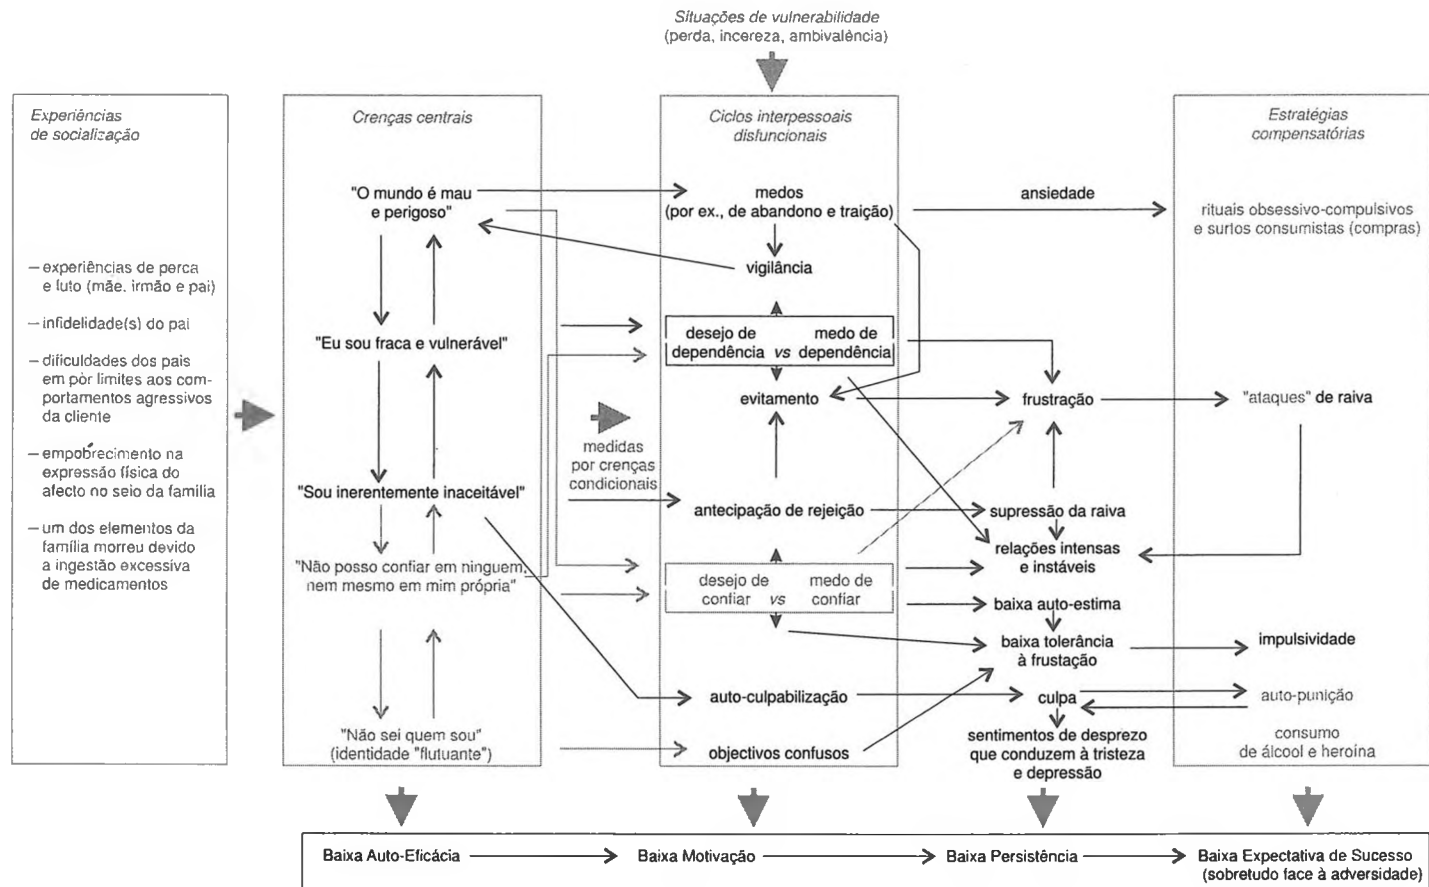 Situações de vulnerabilidade
(perda, incereza, ambivalência)
Experiências
de socialização
— experiências de perca
e luto (mãe, irmão e pai)
— infidelidade(s) do pai
— dificuldades dos pais
em pôr limites aos com-
portamentos agressivos
da cliente
— empobrecimento na
expressão física do
afecto no seio da família
— um dos elementos da
família morreu devido
a ingestão excessiva
de medicamentos
Crenças centrais
"O mundo é mau
e perigoso"
"Eu sou fraca e vulnerável"
"Sou inerentemente inaceitável"
"Não posso confiar em ninguem,
nem mesmo em mim própria"
"Não sei quem sou"
(identidade "flutuante")
medidas
por crenças
condicionais
Ciclos interpessoais
disfuncionais
medos
(por ex., de abandono e traição)
vigilância
desejo de medo de
dependência vs dependência
evitamento
antecipação de rejeição
desejo de medo de
confiar vs confiar
auto-culpabilização
objectivos confusos
ansiedade
frustração
supressão da raiva
relações intensas
e instáveis
baixa auto-estima
baixa tolerância
à frustação
culpa
sentimentos de desprezo
que conduzem à tristeza
e depressão
Estratégias
compensatórias
rituais obsessivo-compulsivos
e surtos consumistas (compras)
"ataques" de raiva
impulsividade
auto-punição
consumo
de álcool e heroína
Baixa Auto-Eficácia
Baixa Motivação
Baixa Persistência
Baixa Expectativa de Sucesso
(sobretudo face à adversidade)